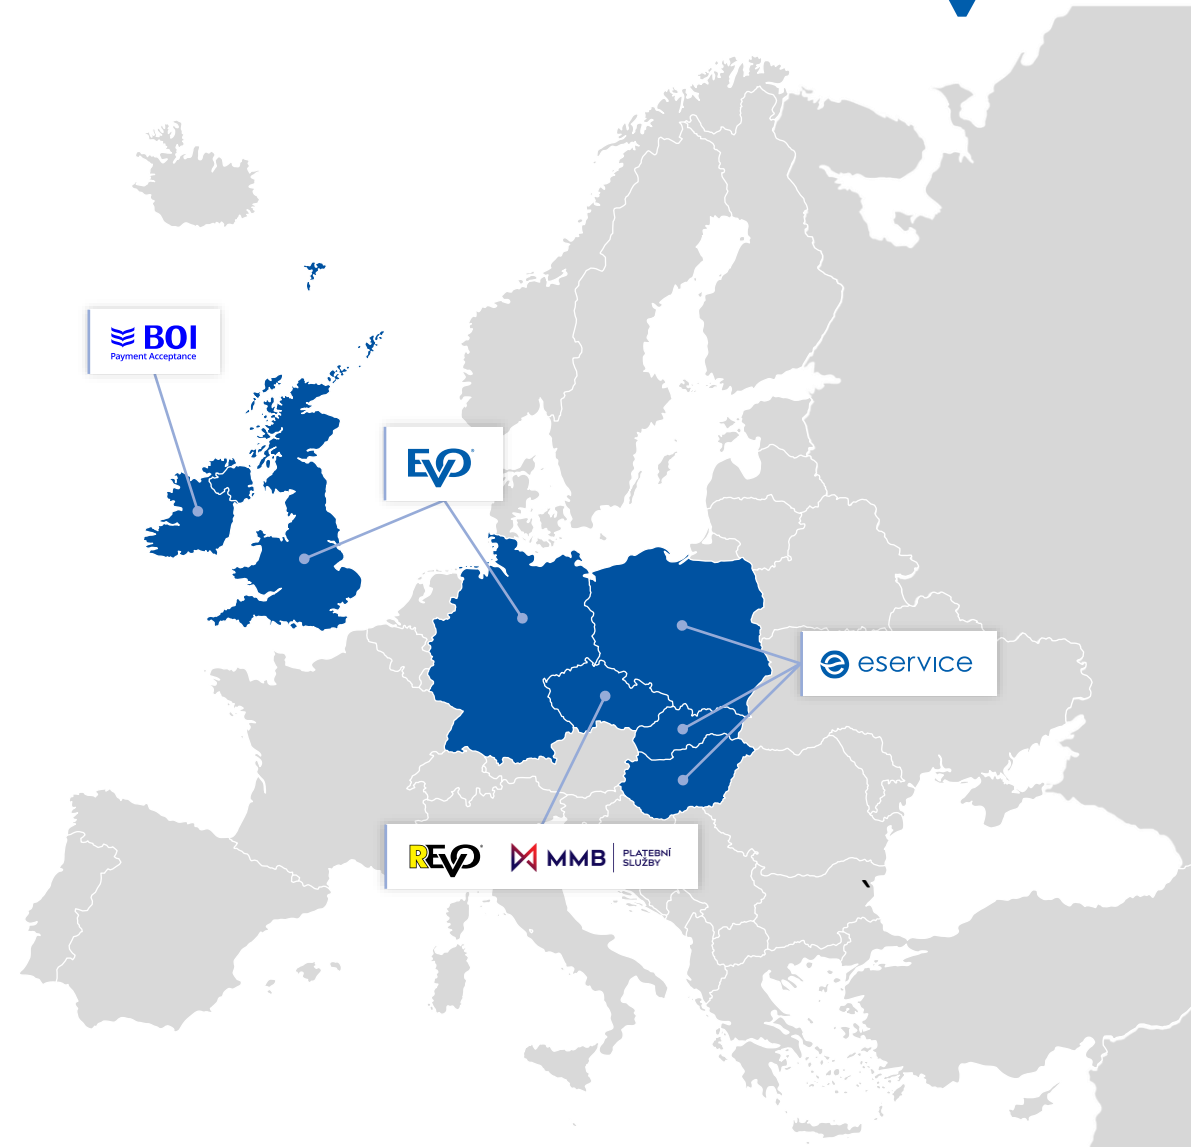 BOI
Payment Acceptance
EVO®
eservice
REVO®
MMB
PLATEBNÍ
SLUŽBY